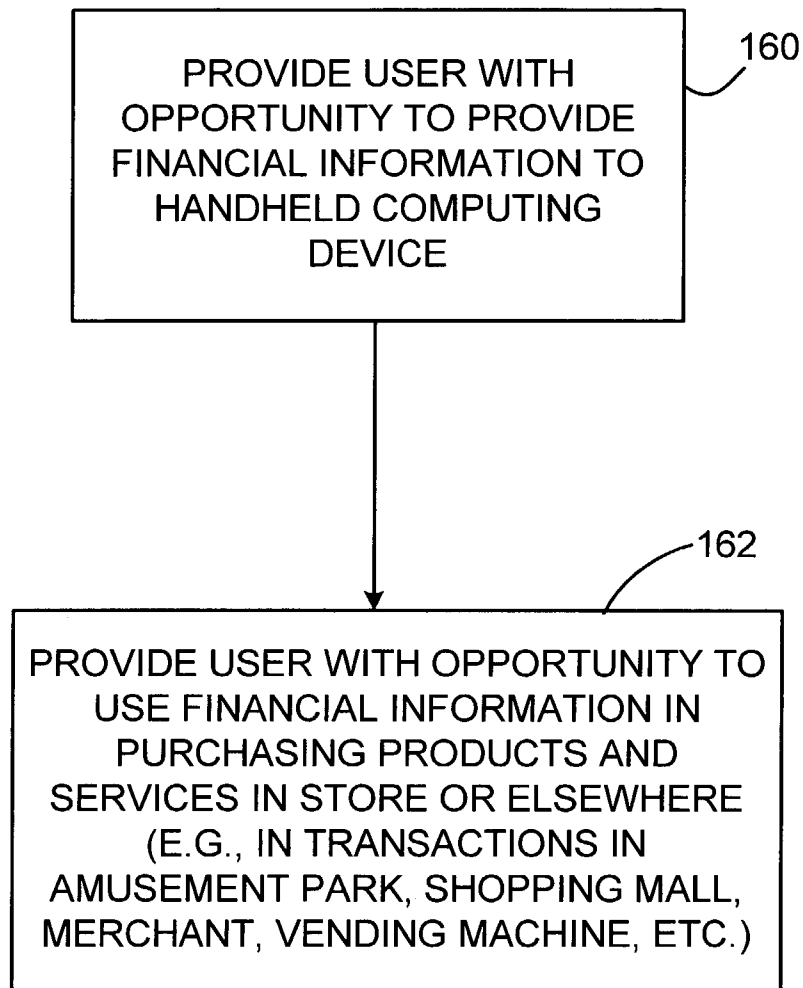 PROVIDE USER WITH
OPPORTUNITY TO PROVIDE
FINANCIAL INFORMATION TO
HANDHELD COMPUTING
DEVICE
160
162
PROVIDE USER WITH OPPORTUNITY TO
USE FINANCIAL INFORMATION IN
PURCHASING PRODUCTS AND
SERVICES IN STORE OR ELSEWHERE
(E.G., IN TRANSACTIONS IN
AMUSEMENT PARK, SHOPPING MALL,
MERCHANT, VENDING MACHINE, ETC.)